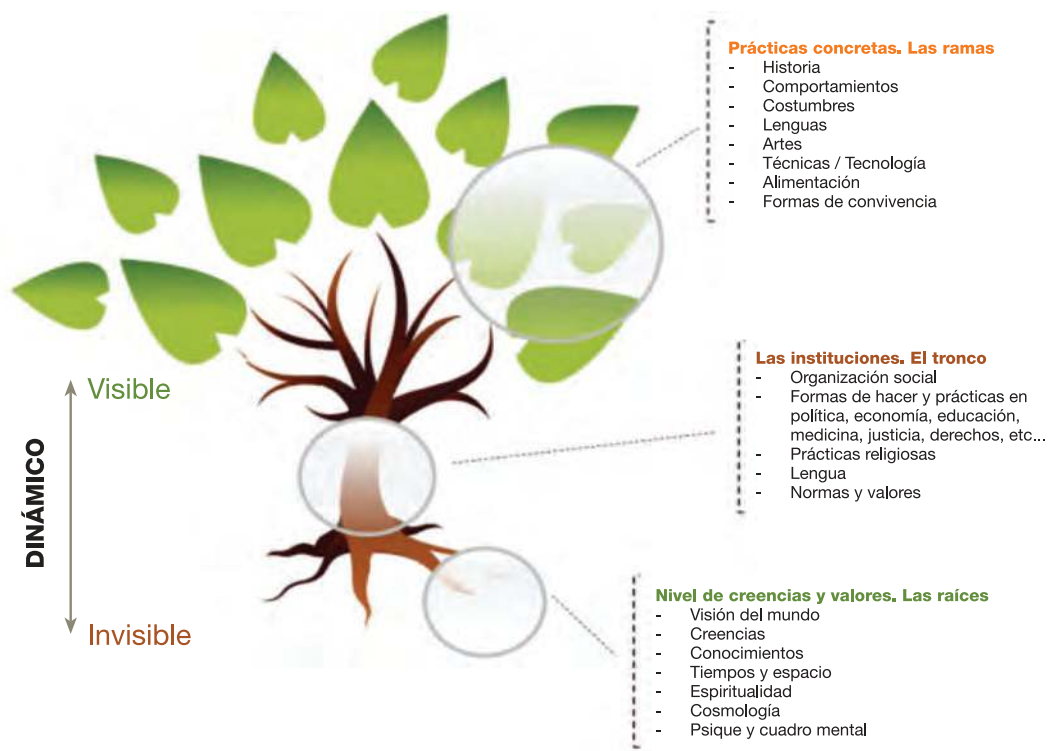 Prácticas concretas. Las ramas
- Historia
- Comportamientos
- Costumbres
- Lenguas
- Artes
- Técnicas / Tecnología
- Alimentación
- Formas de convivencia
Las instituciones. El tronco
- Organización social
- Formas de hacer y prácticas en
política, economía, educación,
medicina, justicia, derechos, etc...
- Prácticas religiosas
- Lengua
- Normas y valores
Visible
DINÁMICO
Invisible
Nivel de creencias y valores. Las raíces
- Visión del mundo
- Creencias
- Conocimientos
- Tiempos y espacio
- Espiritualidad
- Cosmología
- Psique y cuadro mental